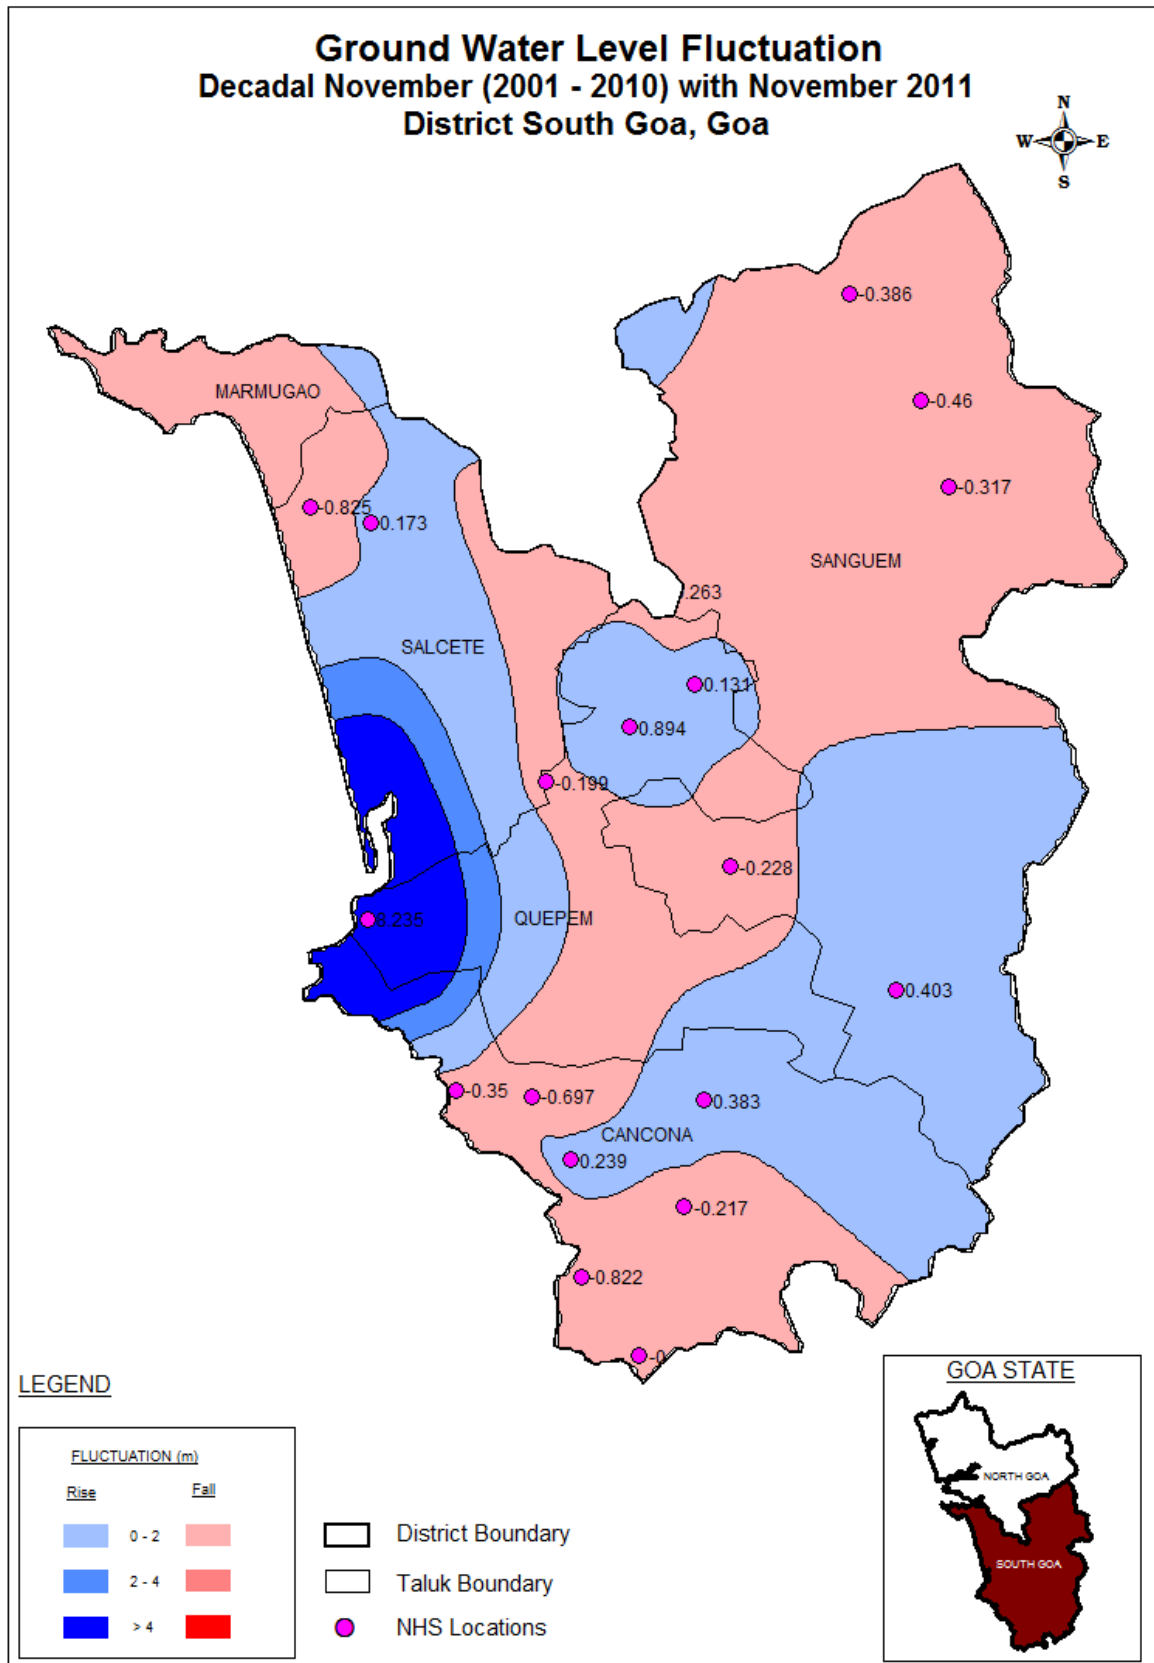 Ground Water Level Fluctuation
Decadal November (2001 - 2010) with November 2011
District South Goa, Goa
N
W E
S
-0.386
MARMUGAO
-0.46
-0.317
-0.825
0.173
SANGUEM
.263
SALCETE
0.131
0.894
-0.199
-0.228
QUEPEM
8.235
0.403
-0.35
-0.697
0.383
CANCONA
0.239
-0.217
-0.822
-0
LEGEND
FLUCTUATION (m)
Rise Fall
0 - 2
2 - 4
> 4
District Boundary
Taluk Boundary
NHS Locations
GOA STATE
NORTH GOA
SOUTH GOA